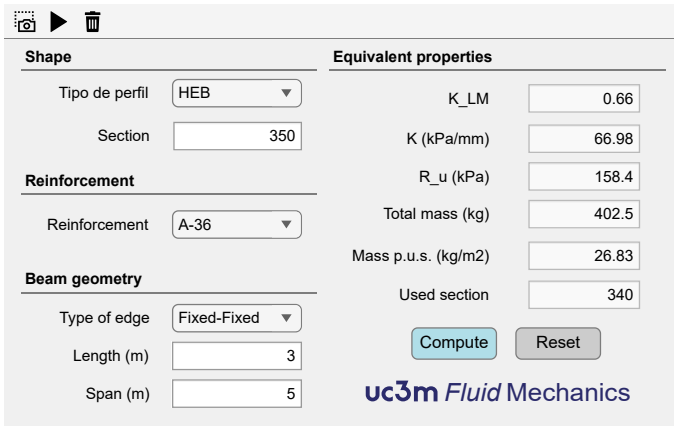 Shape
Tipo de perfil HEB
Section 350
Reinforcement
Reinforcement A-36
Beam geometry
Type of edge Fixed-Fixed
Length (m) 3
Span (m) 5
Equivalent properties
K_LM 0.66
K (kPa/mm) 66.98
R_u (kPa) 158.4
Total mass (kg) 402.5
Mass p.u.s. (kg/m2) 26.83
Used section 340
Compute Reset
uc3m Fluid Mechanics